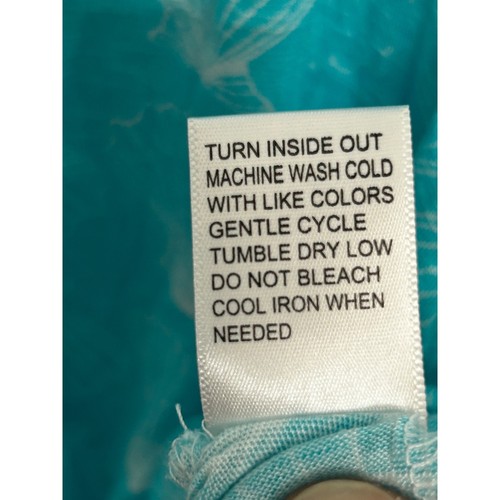 TURN INSIDE OUT
MACHINE WASH COLD
WITH LIKE COLORS
GENTLE CYCLE
TUMBLE DRY LOW
DO NOT BLEACH
COOL IRON WHEN
NEEDED